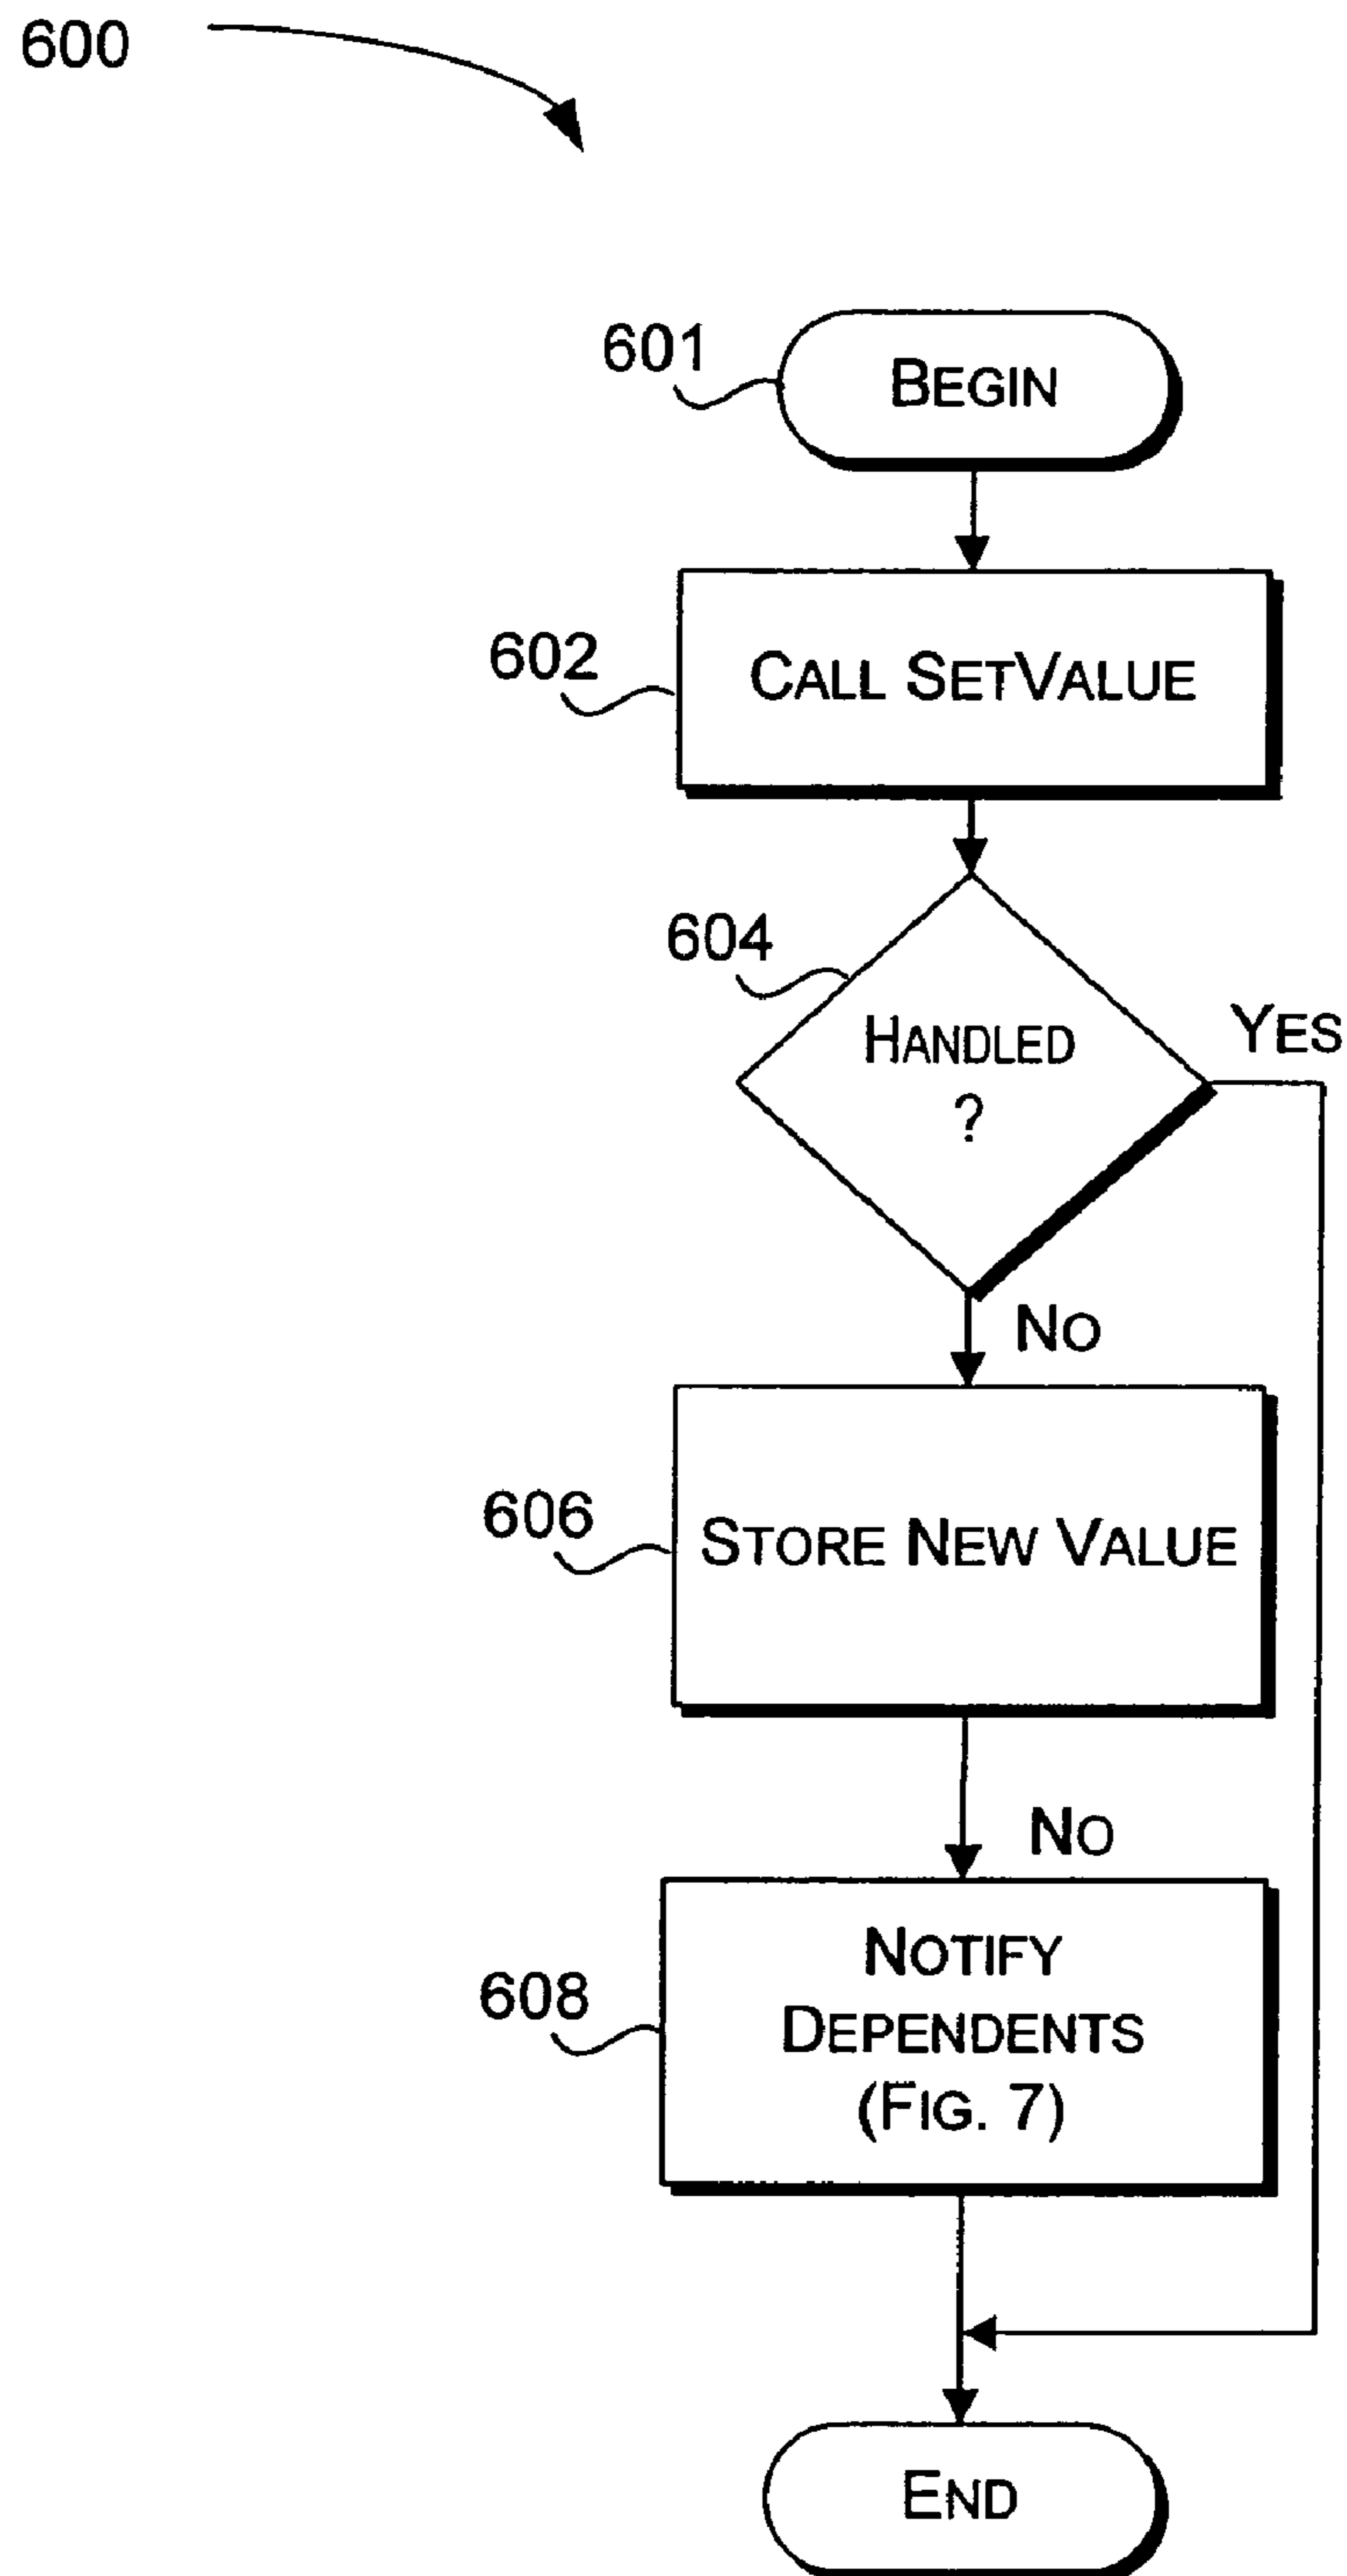 600
601
BEGIN
602
CALL SETVALUE
604
HANDLED
?
YES
NO
606
STORE NEW VALUE
NO
608
NOTIFY
DEPENDENTS
(FIG. 7)
END